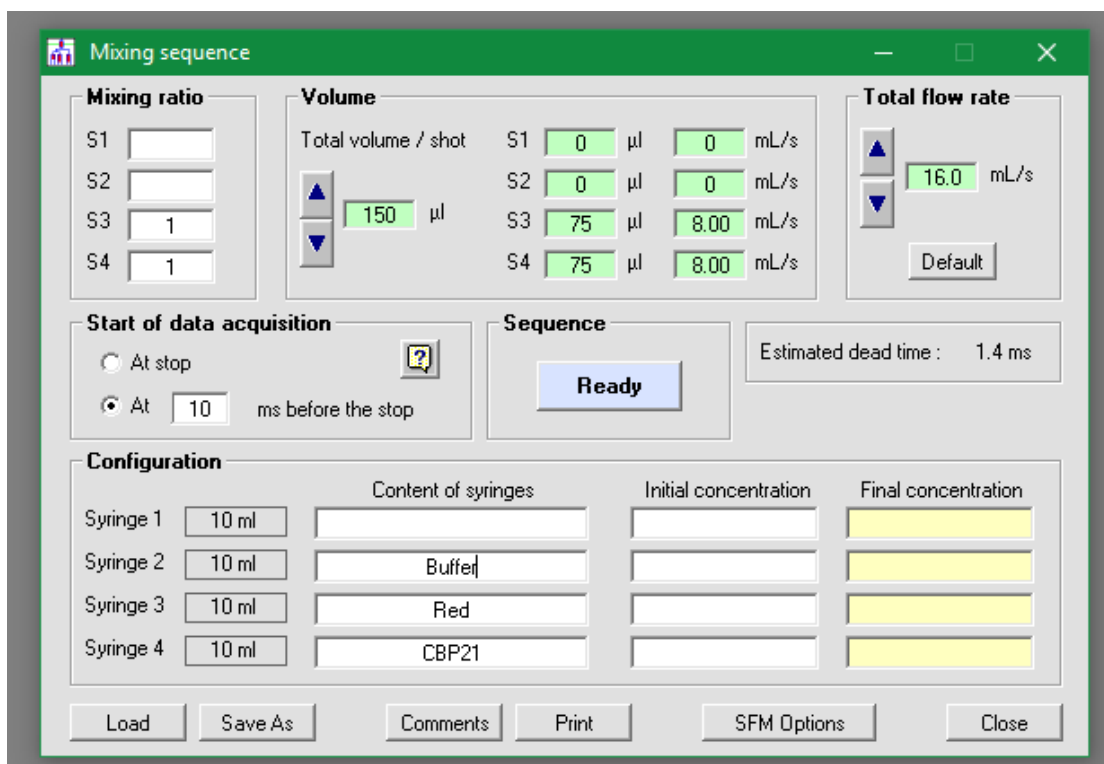 Mixing sequence
Mixing ratio
S1
S2
S3 1
S4 1
Volume
Total volume / shot
150 µl
S1 0 µl 0 mL/s
S2 0 µl 0 mL/s
S3 75 µl 8.00 mL/s
S4 75 µl 8.00 mL/s
Total flow rate
16.0 mL/s
Default
Start of data acquisition
?
At stop
At 10 ms before the stop
Sequence
Ready
Estimated dead time : 1.4 ms
Configuration
Content of syringes Initial concentration Final concentration
Syringe 1 10 ml
Syringe 2 10 ml Buffer
Syringe 3 10 ml Red
Syringe 4 10 ml CBP21
Load Save As Comments Print SFM Options Close